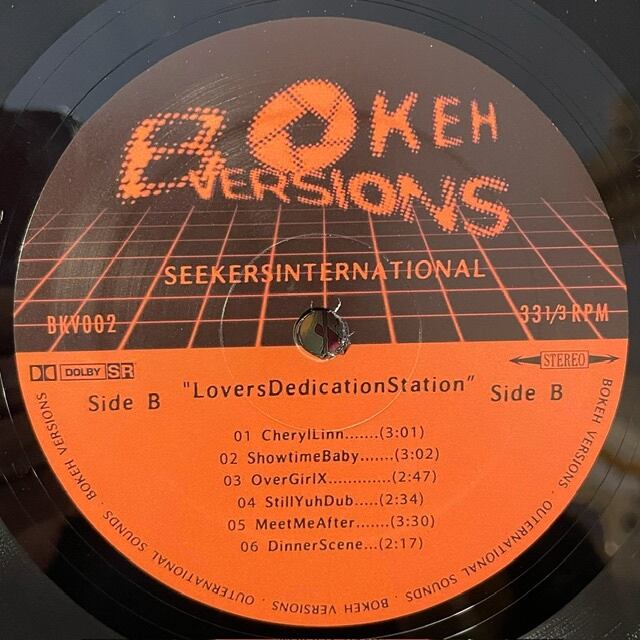 BOKEH
VERSIONS
SEEKERSINTERNATIONAL
BKV002
33 1/3 RPM
DOLBY SR
STEREO
"LoversDedicationStation"
Side B
Side B
01 CherylLinn.......(3:01)
02 ShowtimeBaby.......(3:02)
03 OverGirlX.............(2:47)
04 StillYuhDub.....(2:34)
05 MeetMeAfter.......(3:30)
06 DinnerScene...(2:17)
BOKEH VERSIONS · OUTERNATIONAL SOUNDS · BOKEH VERSIONS · OUTERNATIONAL SOUNDS · BOKEH VERSIONS